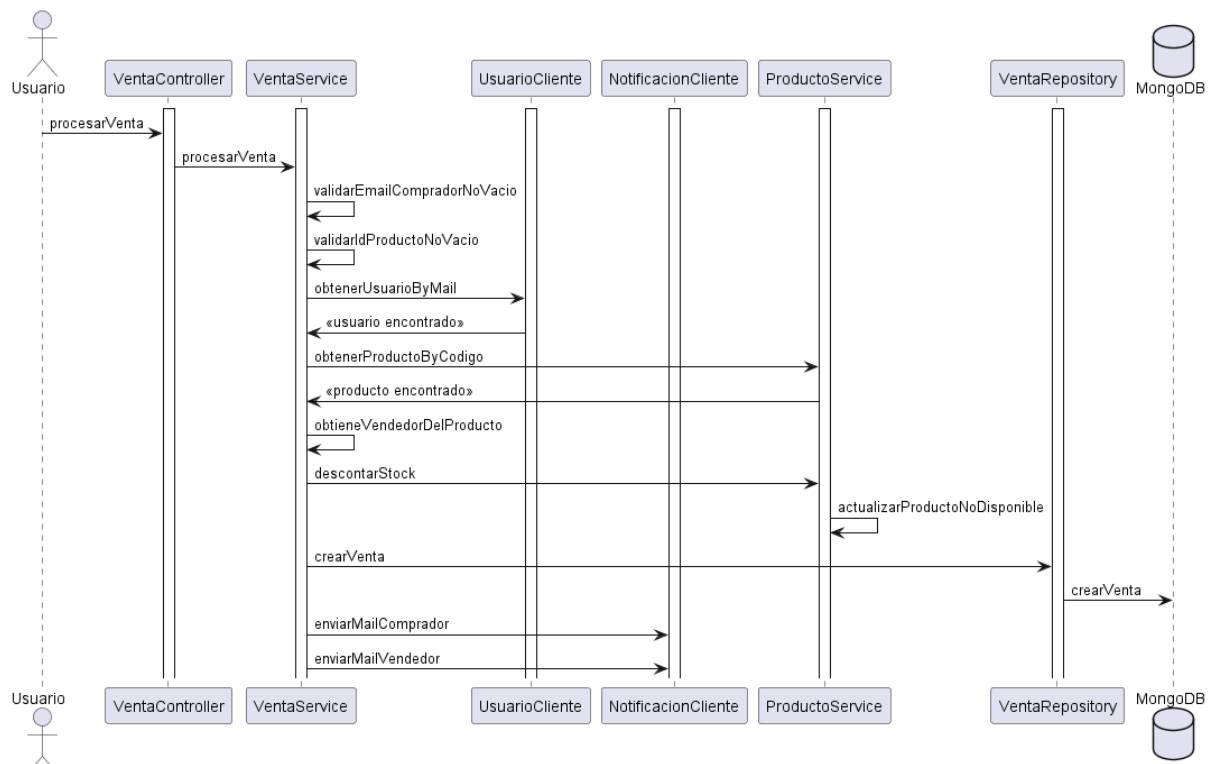 Usuario
VentaController
VentaService
UsuarioCliente
NotificacionCliente
ProductoService
VentaRepository
MongoDB
procesarVenta
procesarVenta
validarEmailCompradorNoVacio
validarIdProductoNoVacio
obtenerUsuarioByMail
«usuario encontrado»
obtenerProductoByCodigo
«producto encontrado»
obtieneVendedorDelProducto
descontarStock
actualizarProductoNoDisponible
crearVenta
crearVenta
enviarMailComprador
enviarMailVendedor
Usuario
VentaController
VentaService
UsuarioCliente
NotificacionCliente
ProductoService
VentaRepository
MongoDB